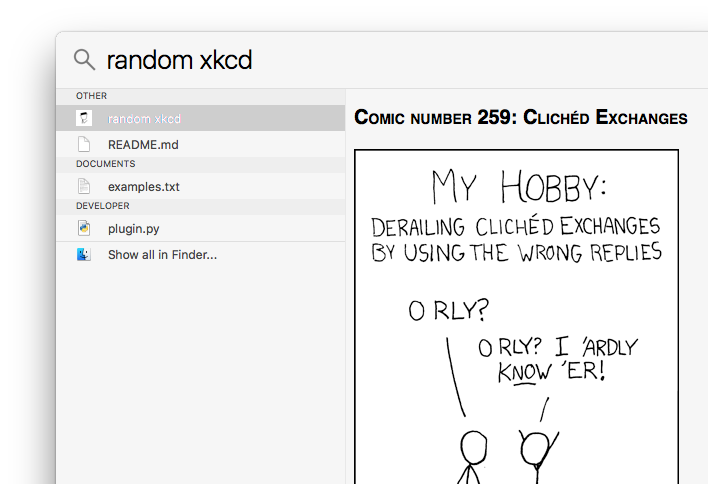 random xkcd
OTHER
random xkcd
README.md
DOCUMENTS
examples.txt
DEVELOPER
plugin.py
Show all in Finder...
Comic number 259: Clichéd Exchanges
MY HOBBY:
DERAILING CLICHÉD EXCHANGES
BY USING THE WRONG REPLIES
O RLY?
O RLY? I 'ARDLY
KNOW 'ER!